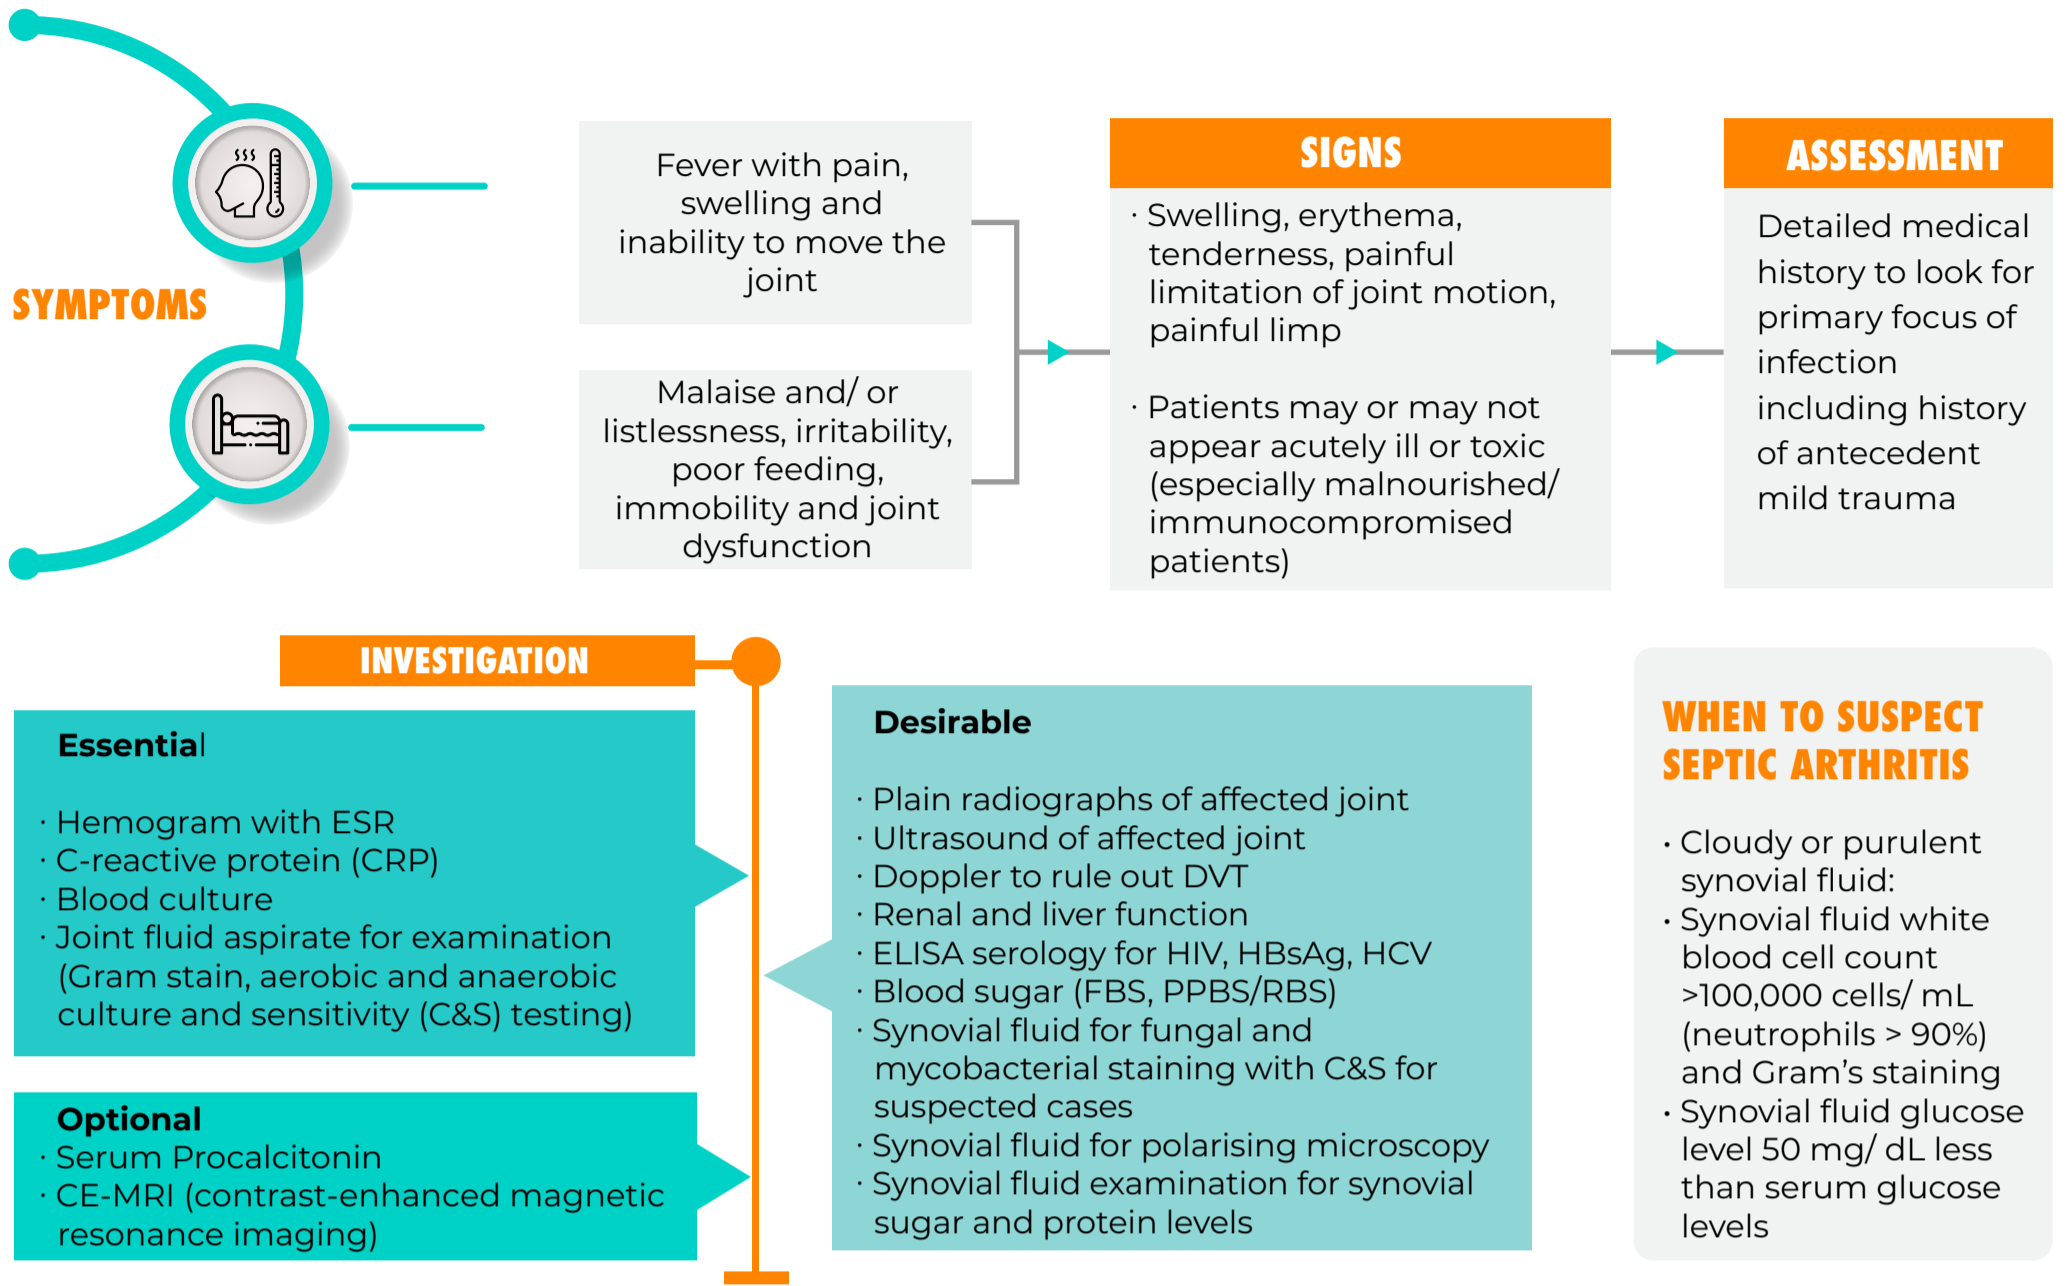 SYMPTOMS
Fever with pain,
swelling and
inability to move the
joint
Malaise and/ or
listlessness, irritability,
poor feeding,
immobility and joint
dysfunction
SIGNS
· Swelling, erythema,
tenderness, painful
limitation of joint motion,
painful limp
· Patients may or may not
appear acutely ill or toxic
(especially malnourished/
immunocompromised
patients)
ASSESSMENT
Detailed medical
history to look for
primary focus of
infection
including history
of antecedent
mild trauma
INVESTIGATION
Essential
· Hemogram with ESR
· C-reactive protein (CRP)
· Blood culture
· Joint fluid aspirate for examination
(Gram stain, aerobic and anaerobic
culture and sensitivity (C&S) testing)
Optional
· Serum Procalcitonin
· CE-MRI (contrast-enhanced magnetic
resonance imaging)
Desirable
· Plain radiographs of affected joint
· Ultrasound of affected joint
· Doppler to rule out DVT
· Renal and liver function
· ELISA serology for HIV, HBsAg, HCV
· Blood sugar (FBS, PPBS/RBS)
· Synovial fluid for fungal and
mycobacterial staining with C&S for
suspected cases
· Synovial fluid for polarising microscopy
· Synovial fluid examination for synovial
sugar and protein levels
WHEN TO SUSPECT
SEPTIC ARTHRITIS
• Cloudy or purulent
synovial fluid:
• Synovial fluid white
blood cell count
>100,000 cells/ mL
(neutrophils > 90%)
and Gram's staining
• Synovial fluid glucose
level 50 mg/ dL less
than serum glucose
levels